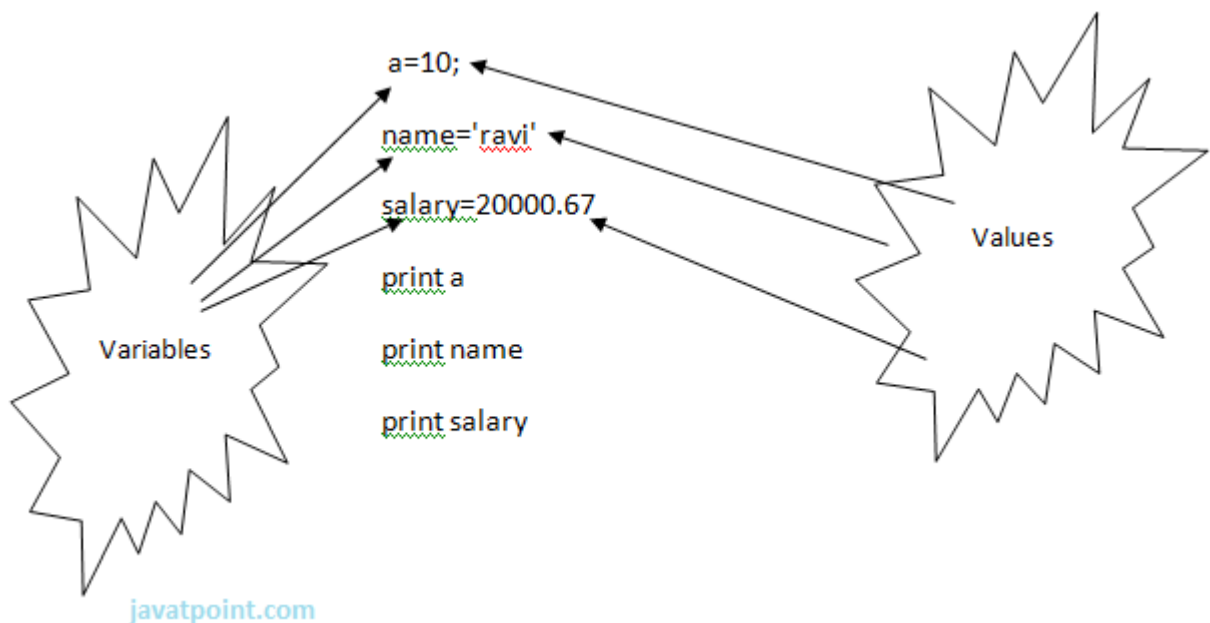 a=10;
name='ravi'
salary=20000.67
Values
print a
Variables
print name
print salary
javatpoint.com